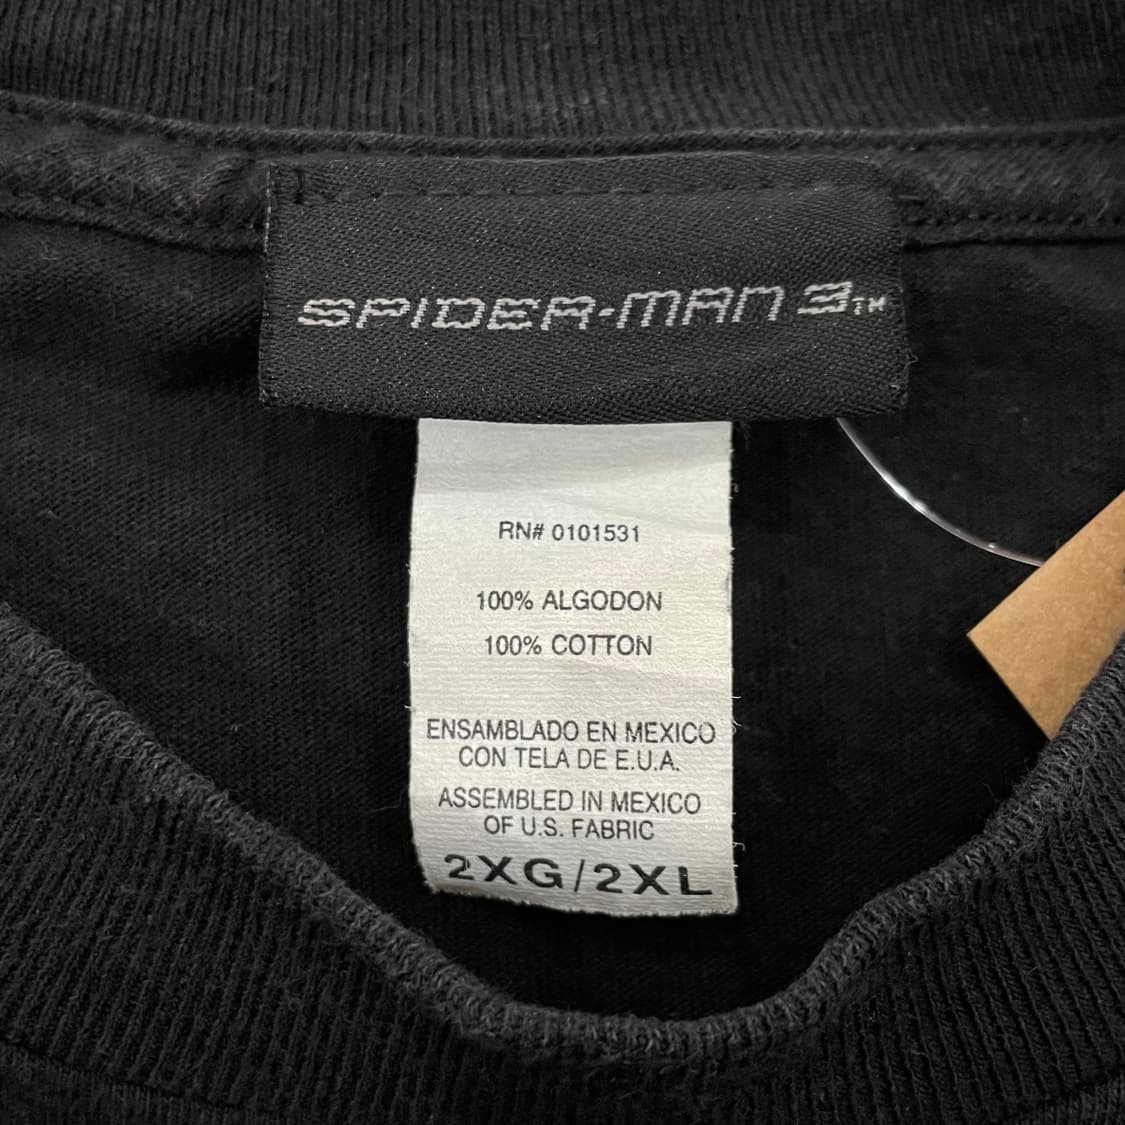 SPIDER-MAN 3™
RN# 0101531
100% ALGODON
100% COTTON
ENSAMBLADO EN MEXICO
CON TELA DE E.U.A.
ASSEMBLED IN MEXICO
OF U.S. FABRIC
2XG/2XL